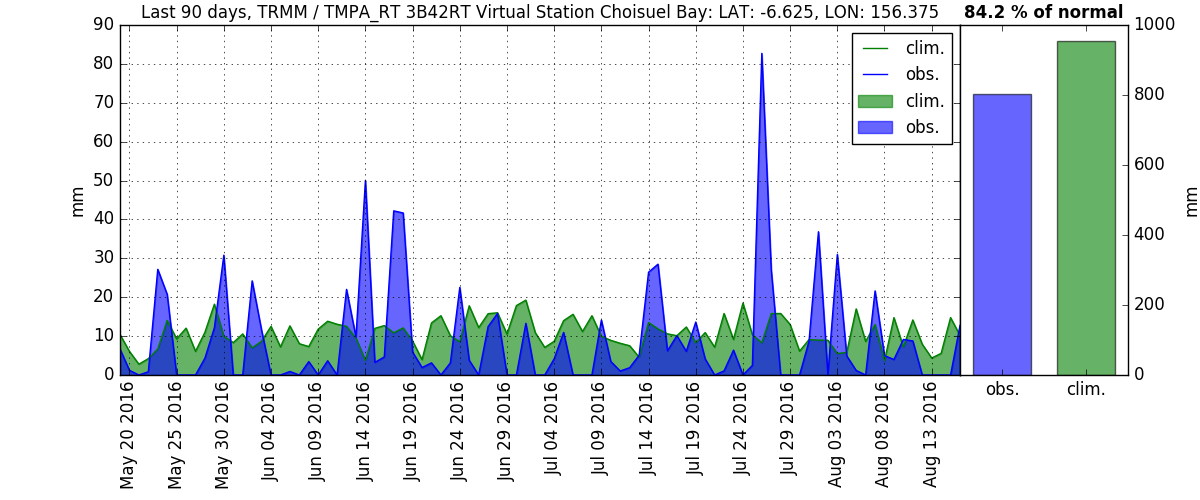 Last 90 days, TRMM / TMPA_RT 3B42RT Virtual Station Choisuel Bay: LAT: -6.625, LON: 156.375
84.2 % of normal
90
80
70
60
50
40
30
20
10
0
mm
clim.
obs.
clim.
obs.
May 20 2016
May 25 2016
May 30 2016
Jun 04 2016
Jun 09 2016
Jun 14 2016
Jun 19 2016
Jun 24 2016
Jun 29 2016
Jul 04 2016
Jul 09 2016
Jul 14 2016
Jul 19 2016
Jul 24 2016
Jul 29 2016
Aug 03 2016
Aug 08 2016
Aug 13 2016
1000
800
600
400
200
0
mm
obs.
clim.